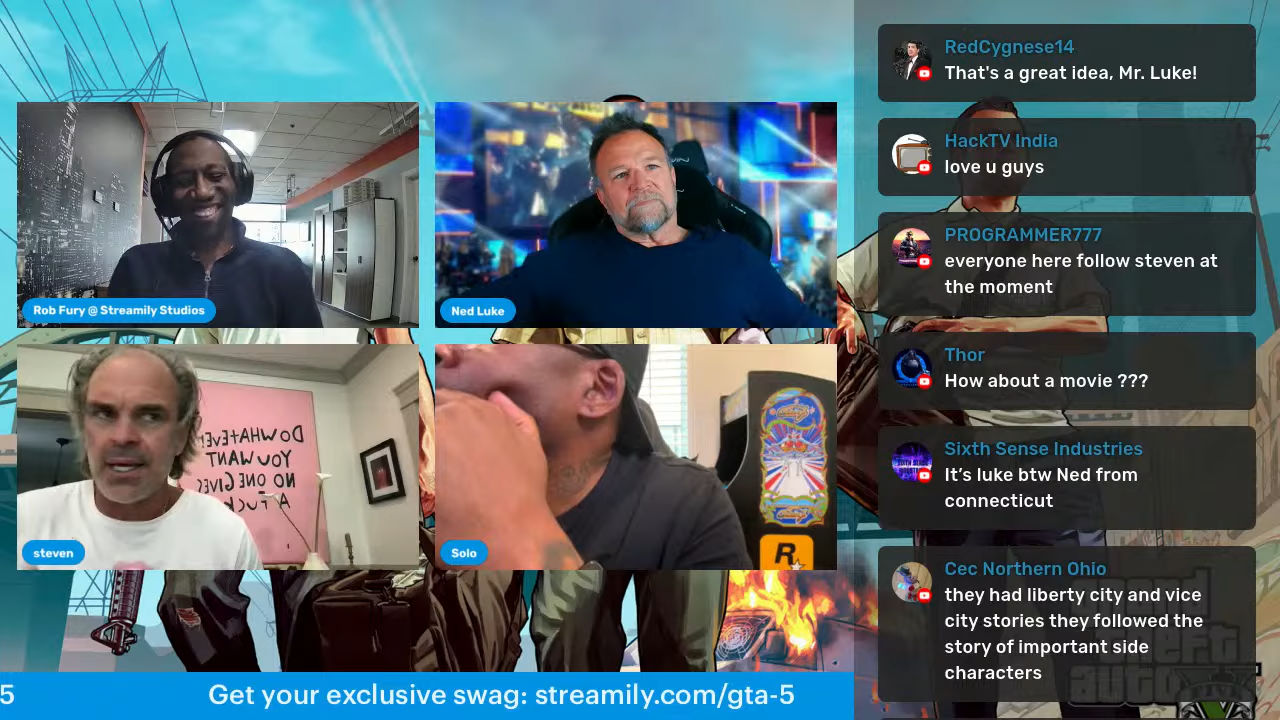 RedCygnese14
That's a great idea, Mr. Luke!
HackTV India
love u guys
PROGRAMMER777
everyone here follow steven at
the moment
Thor
How about a movie ???
Sixth Sense Industries
It’s luke btw Ned from
connecticut
Cec Northern Ohio
they had liberty city and vice
city stories they followed the
story of important side
characters
Rob Fury @ Streamily Studios
Ned Luke
DO WHATEVER
YOU WANT
NO ONE GIVES
A FUCK
steven
Solo
R
grand
theft
auto
V
5
Get your exclusive swag: streamily.com/gta-5